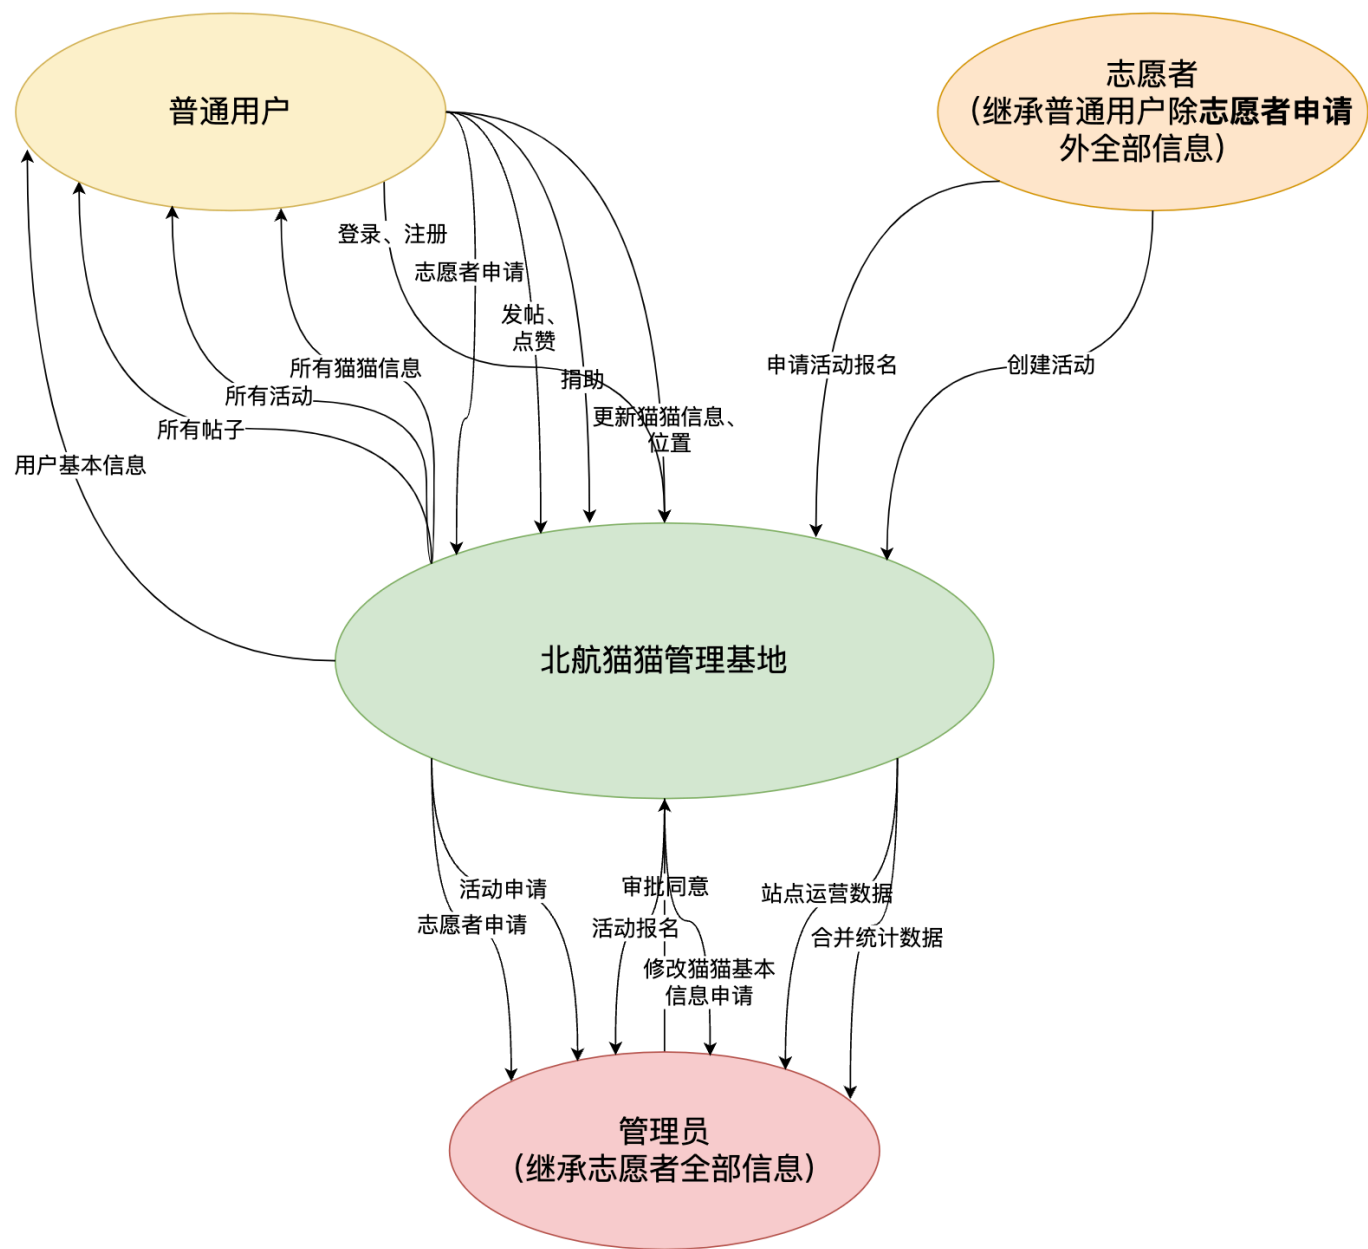 普通用户
志愿者
（继承普通用户除志愿者申请
外全部信息）
登录、注册
志愿者申请
发帖、
点赞
捐助
更新猫猫信息、
位置
申请活动报名
创建活动
所有猫猫信息
所有活动
所有帖子
用户基本信息
北航猫猫管理基地
活动申请
志愿者申请
审批同意
活动报名
修改猫猫基本
信息申请
站点运营数据
合并统计数据
管理员
（继承志愿者全部信息）